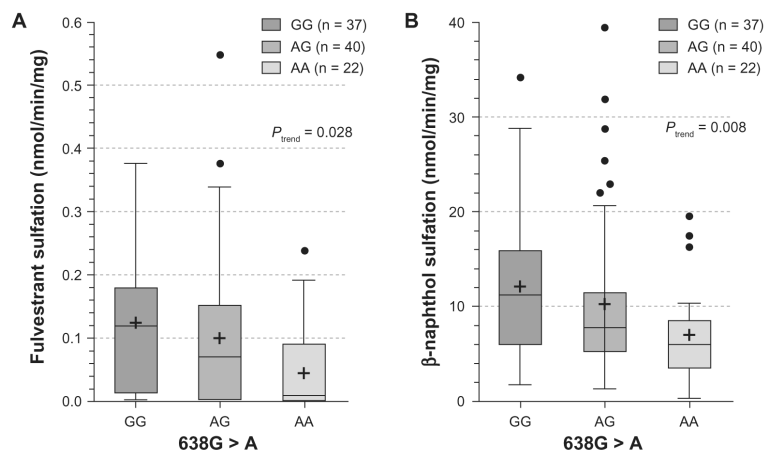 A
Fulvestrant sulfation (nmol/min/mg)
0.6
0.5
0.4
0.3
0.2
0.1
0.0
GG (n = 37)
AG (n = 40)
AA (n = 22)
Ptrend = 0.028
GG AG AA
638G > A
B
β-naphthol sulfation (nmol/min/mg)
40
30
20
10
0
GG (n = 37)
AG (n = 40)
AA (n = 22)
Ptrend = 0.008
GG AG AA
638G > A